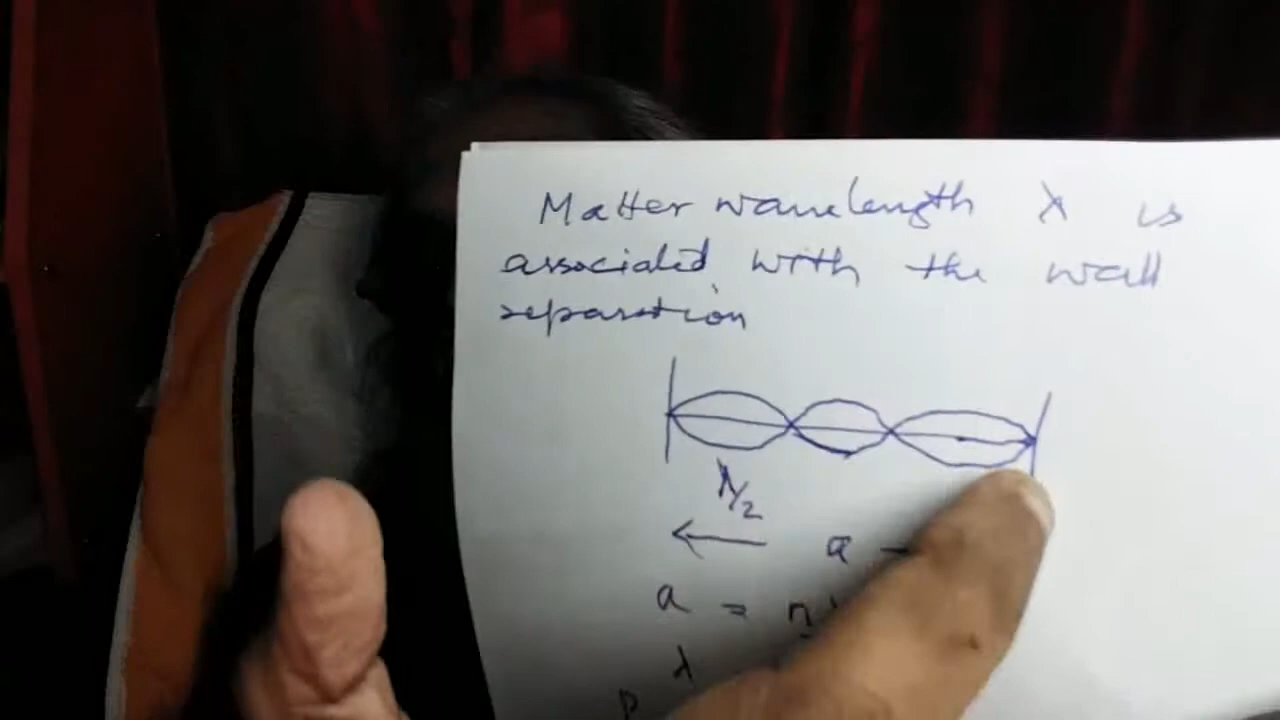 Matter wavelength λ is
associated with the wall
separation
λ/2
a
a = n
λ
p